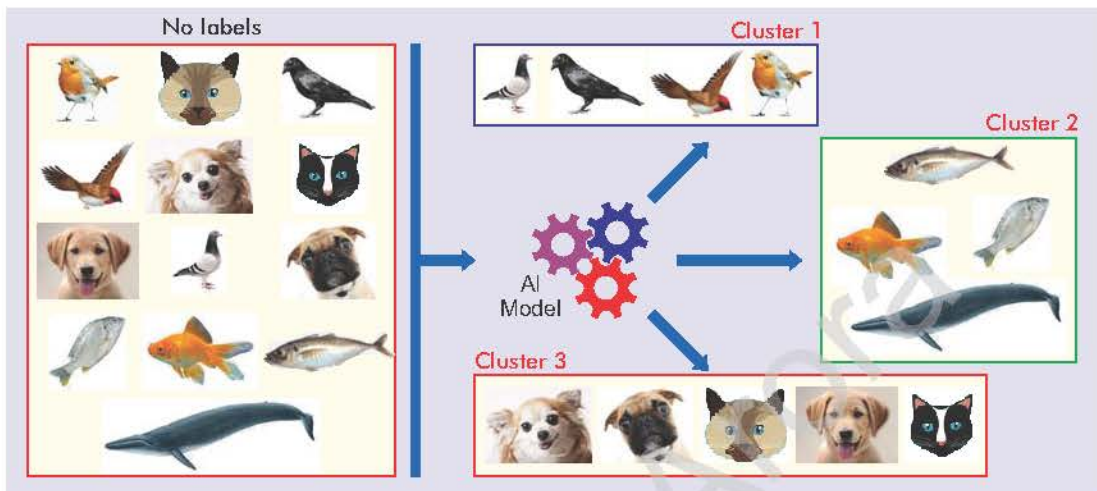 No labels
Cluster 1
Cluster 2
AI
Model
Cluster 3